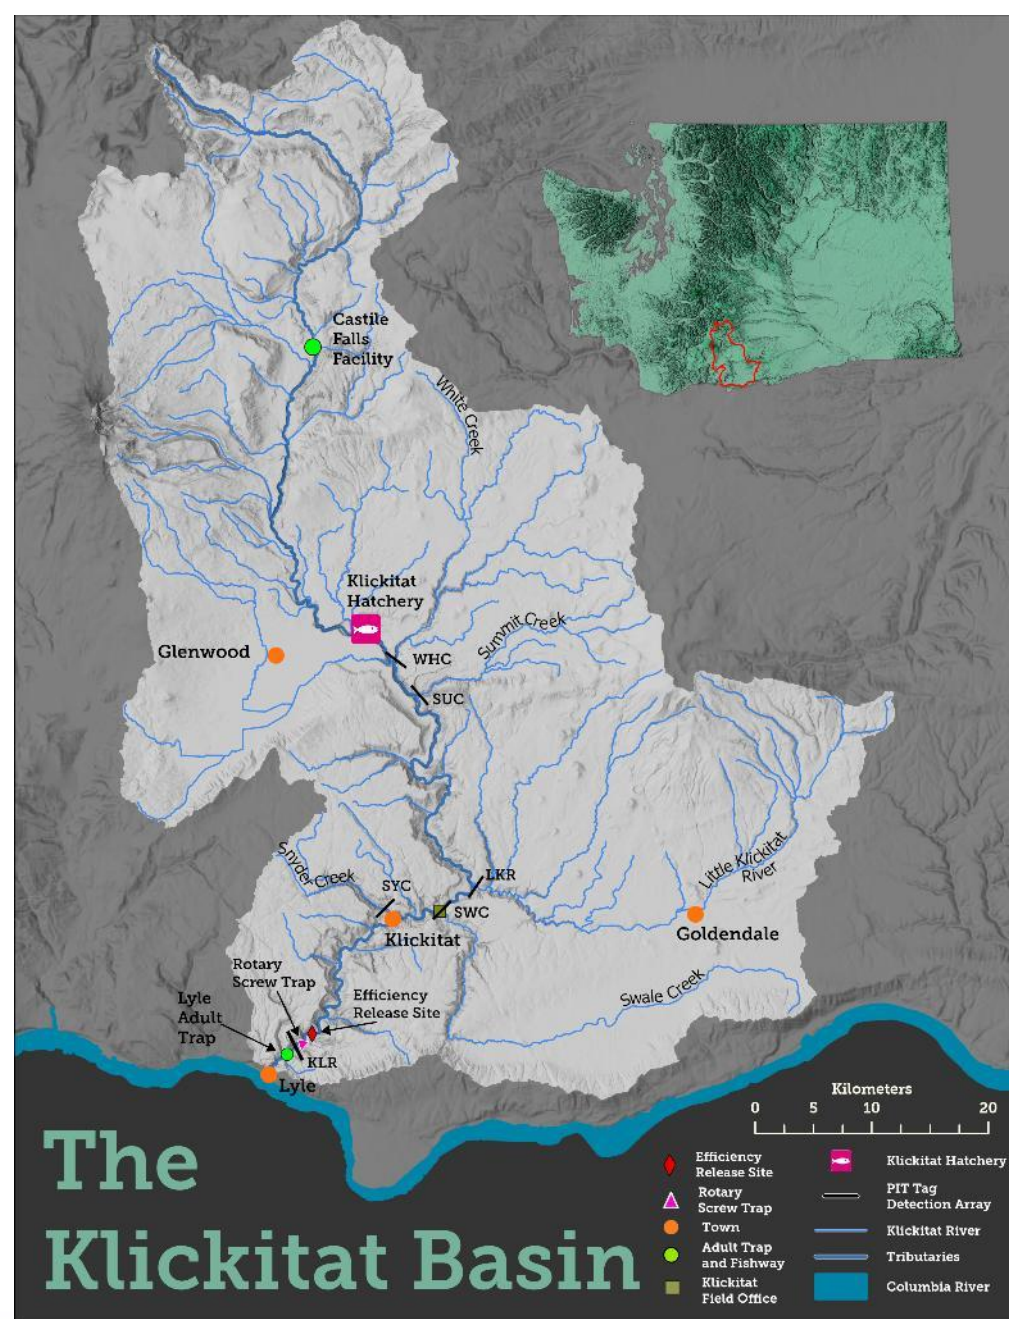 Castile
Falls
Facility
White Creek
Klickitat
Hatchery
Summit Creek
Glenwood
WHC
SUC
Little Klickitat
River
Snyder Creek
SYC
LKR
SWC
Klickitat
Goldendale
Rotary
Screw Trap
Efficiency
Release Site
Lyle
Adult
Trap
Swale Creek
KLR
Lyle
Kilometers
0 5 10 20
The
Klickitat Basin
Efficiency
Release Site
Rotary
Screw Trap
Town
Adult Trap
and Fishway
Klickitat
Field Office
Klickitat Hatchery
PIT Tag
Detection Array
Klickitat River
Tributaries
Columbia River